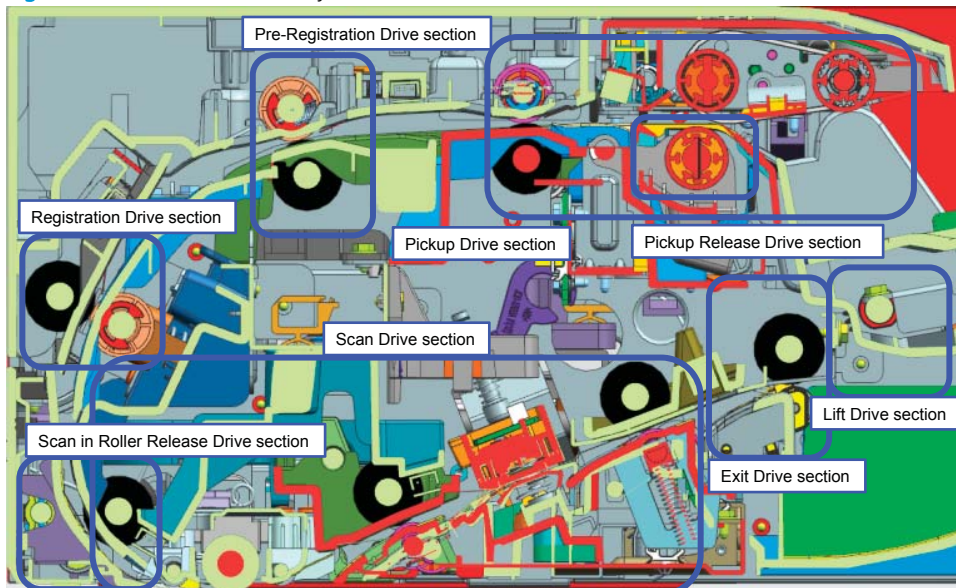 Pre-Registration Drive section
Registration Drive section
Pickup Drive section
Pickup Release Drive section
Scan Drive section
Lift Drive section
Scan in Roller Release Drive section
Exit Drive section